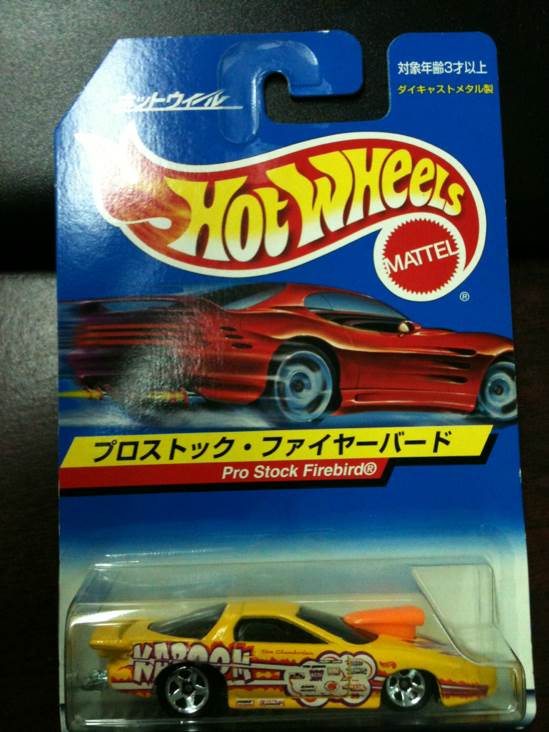 ホットウィール
対象年齢3才以上
ダイキャストメタル製
HOT WHEELS
MATTEL
®
プロストック・ファイヤーバード
Pro Stock Firebird®
KABOOM